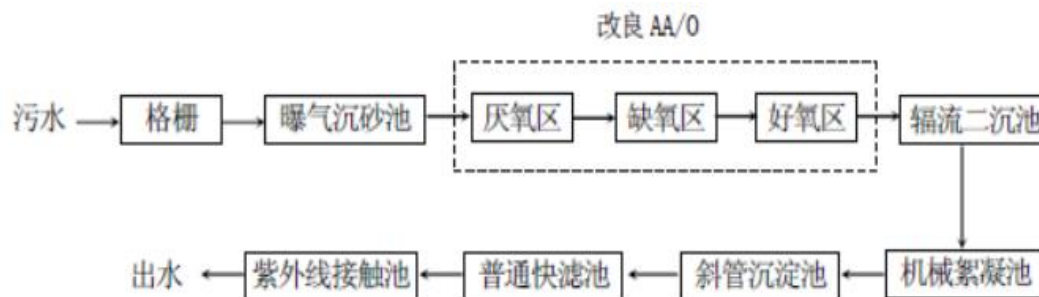 改良 AA/O
污水 格栅 曝气沉砂池 厌氧区 缺氧区 好氧区 辐流二沉池
出水 紫外线接触池 普通快滤池 斜管沉淀池 机械絮凝池